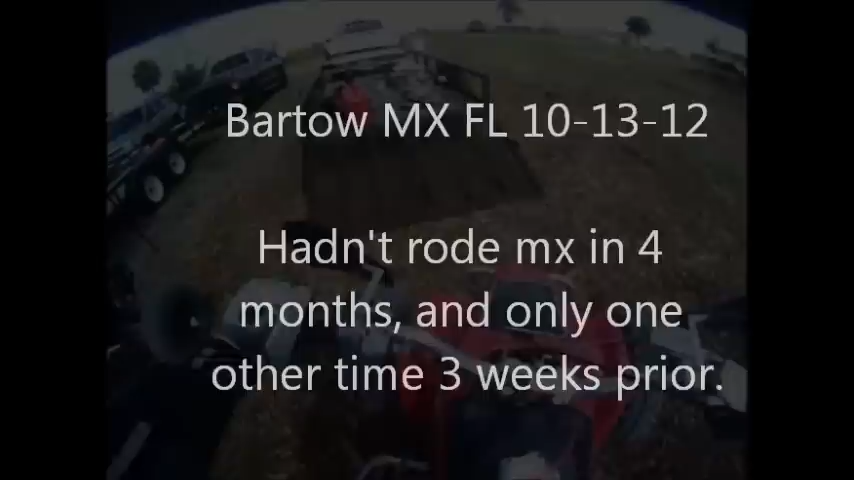 Bartow MX FL 10-13-12
Hadn't rode mx in 4
months, and only one
other time 3 weeks prior.